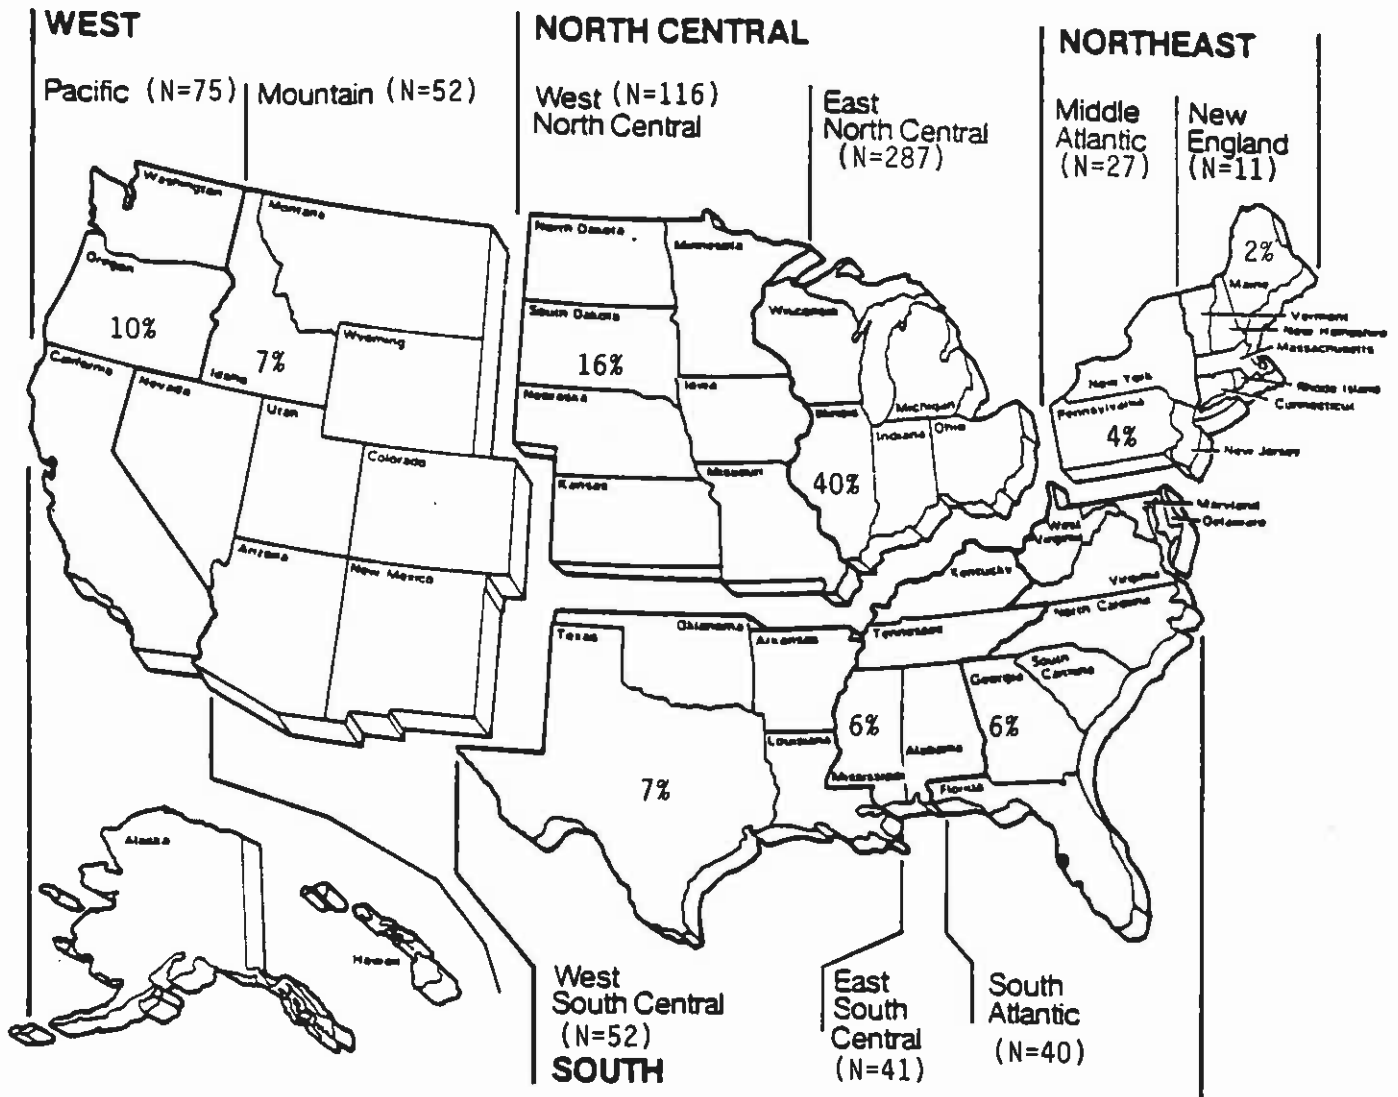 WEST
NORTH CENTRAL
NORTHEAST
Pacific (N=75)
Mountain (N=52)
West (N=116)
North Central
East
North Central
(N=287)
Middle
Atlantic
(N=27)
New
England
(N=11)
Washington
Montana
North Dakota
Minnesota
2%
Maine
Oregon
South Dakota
Wisconsin
Vermont
New Hampshire
10%
Wyoming
Massachusetts
California
7%
Idaho
16%
Nevada
Iowa
New York
Rhode Island
Utah
Nebraska
Illinois
Michigan
Connecticut
Pennsylvania
Indiana
Ohio
4%
New Jersey
Colorado
Missouri
Kansas
40%
Maryland
Delaware
West
Virginia
Arizona
New Mexico
Kentucky
Virginia
North Carolina
Texas
Oklahoma
Arkansas
Tennessee
South
Carolina
Georgia
6%
6%
Louisiana
Alabama
Mississippi
Florida
7%
Alaska
Hawaii
West
South Central
(N=52)
SOUTH
East
South
Central
(N=41)
South
Atlantic
(N=40)